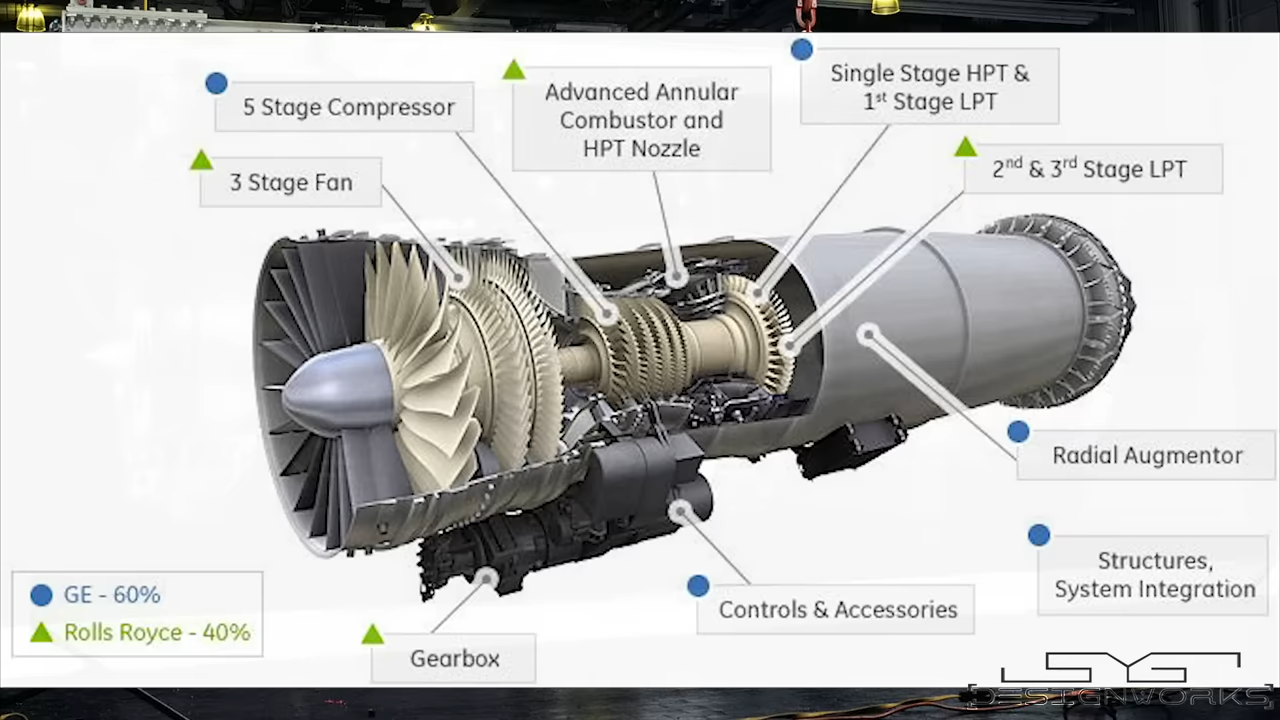 5 Stage Compressor
Advanced Annular
Combustor and
HPT Nozzle
Single Stage HPT &
1st Stage LPT
3 Stage Fan
2nd & 3rd Stage LPT
Radial Augmentor
Structures,
System Integration
GE - 60%
Rolls Royce - 40%
Controls & Accessories
Gearbox
DESIGNWORKS